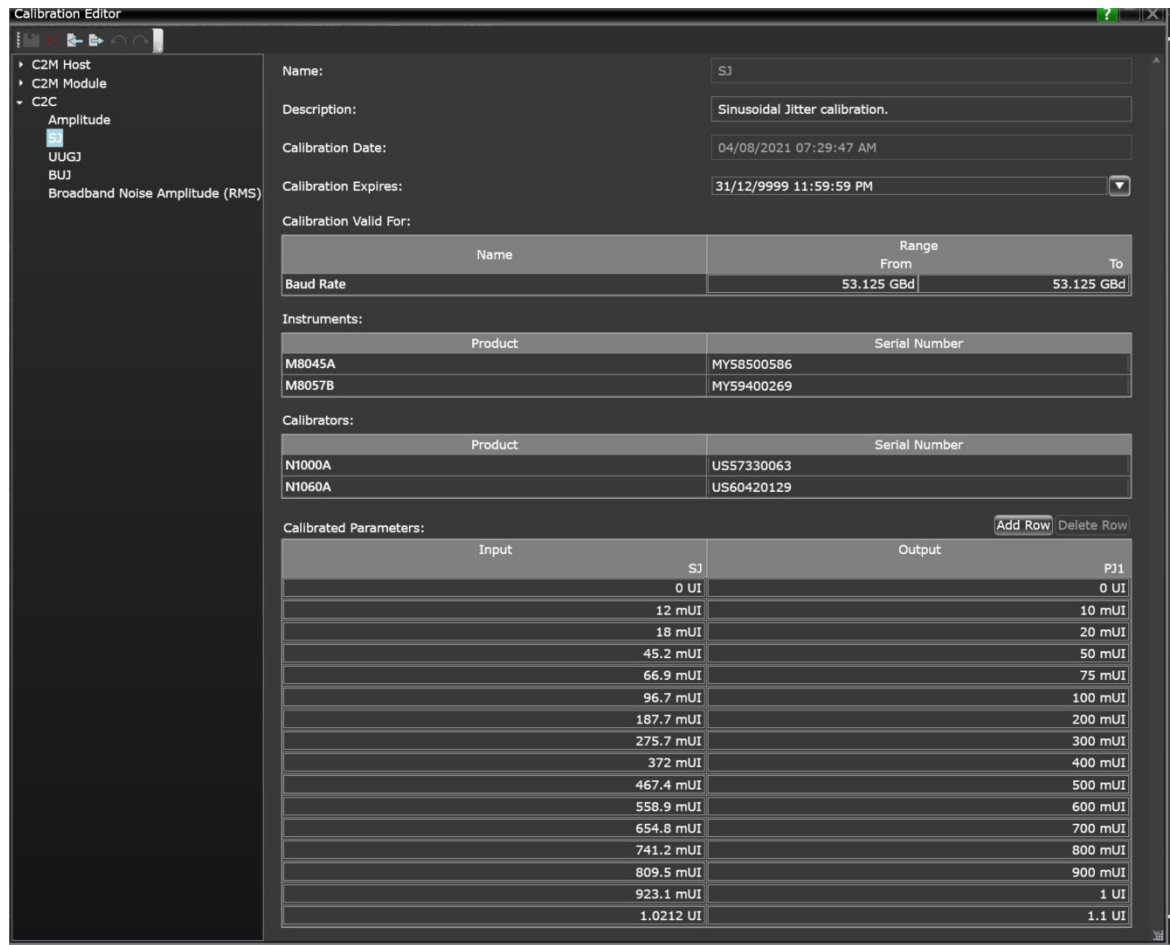 Calibration Editor
?
C2M Host
C2M Module
C2C
Amplitude
SJ
UUGJ
BUJ
Broadband Noise Amplitude (RMS)
Name: SJ
Description: Sinusoidal Jitter calibration.
Calibration Date: 04/08/2021 07:29:47 AM
Calibration Expires: 31/12/9999 11:59:59 PM
Calibration Valid For:
Name Range
From To
Baud Rate 53.125 GBd 53.125 GBd
Instruments:
Product Serial Number
M8045A MY58500586
M8057B MY59400269
Calibrators:
Product Serial Number
N1000A US57330063
N1060A US60420129
Calibrated Parameters: Add Row Delete Row
Input Output
SJ PJ1
0 UI 0 UI
12 mUI 10 mUI
18 mUI 20 mUI
45.2 mUI 50 mUI
66.9 mUI 75 mUI
96.7 mUI 100 mUI
187.7 mUI 200 mUI
275.7 mUI 300 mUI
372 mUI 400 mUI
467.4 mUI 500 mUI
558.9 mUI 600 mUI
654.8 mUI 700 mUI
741.2 mUI 800 mUI
809.5 mUI 900 mUI
923.1 mUI 1 UI
1.0212 UI 1.1 UI